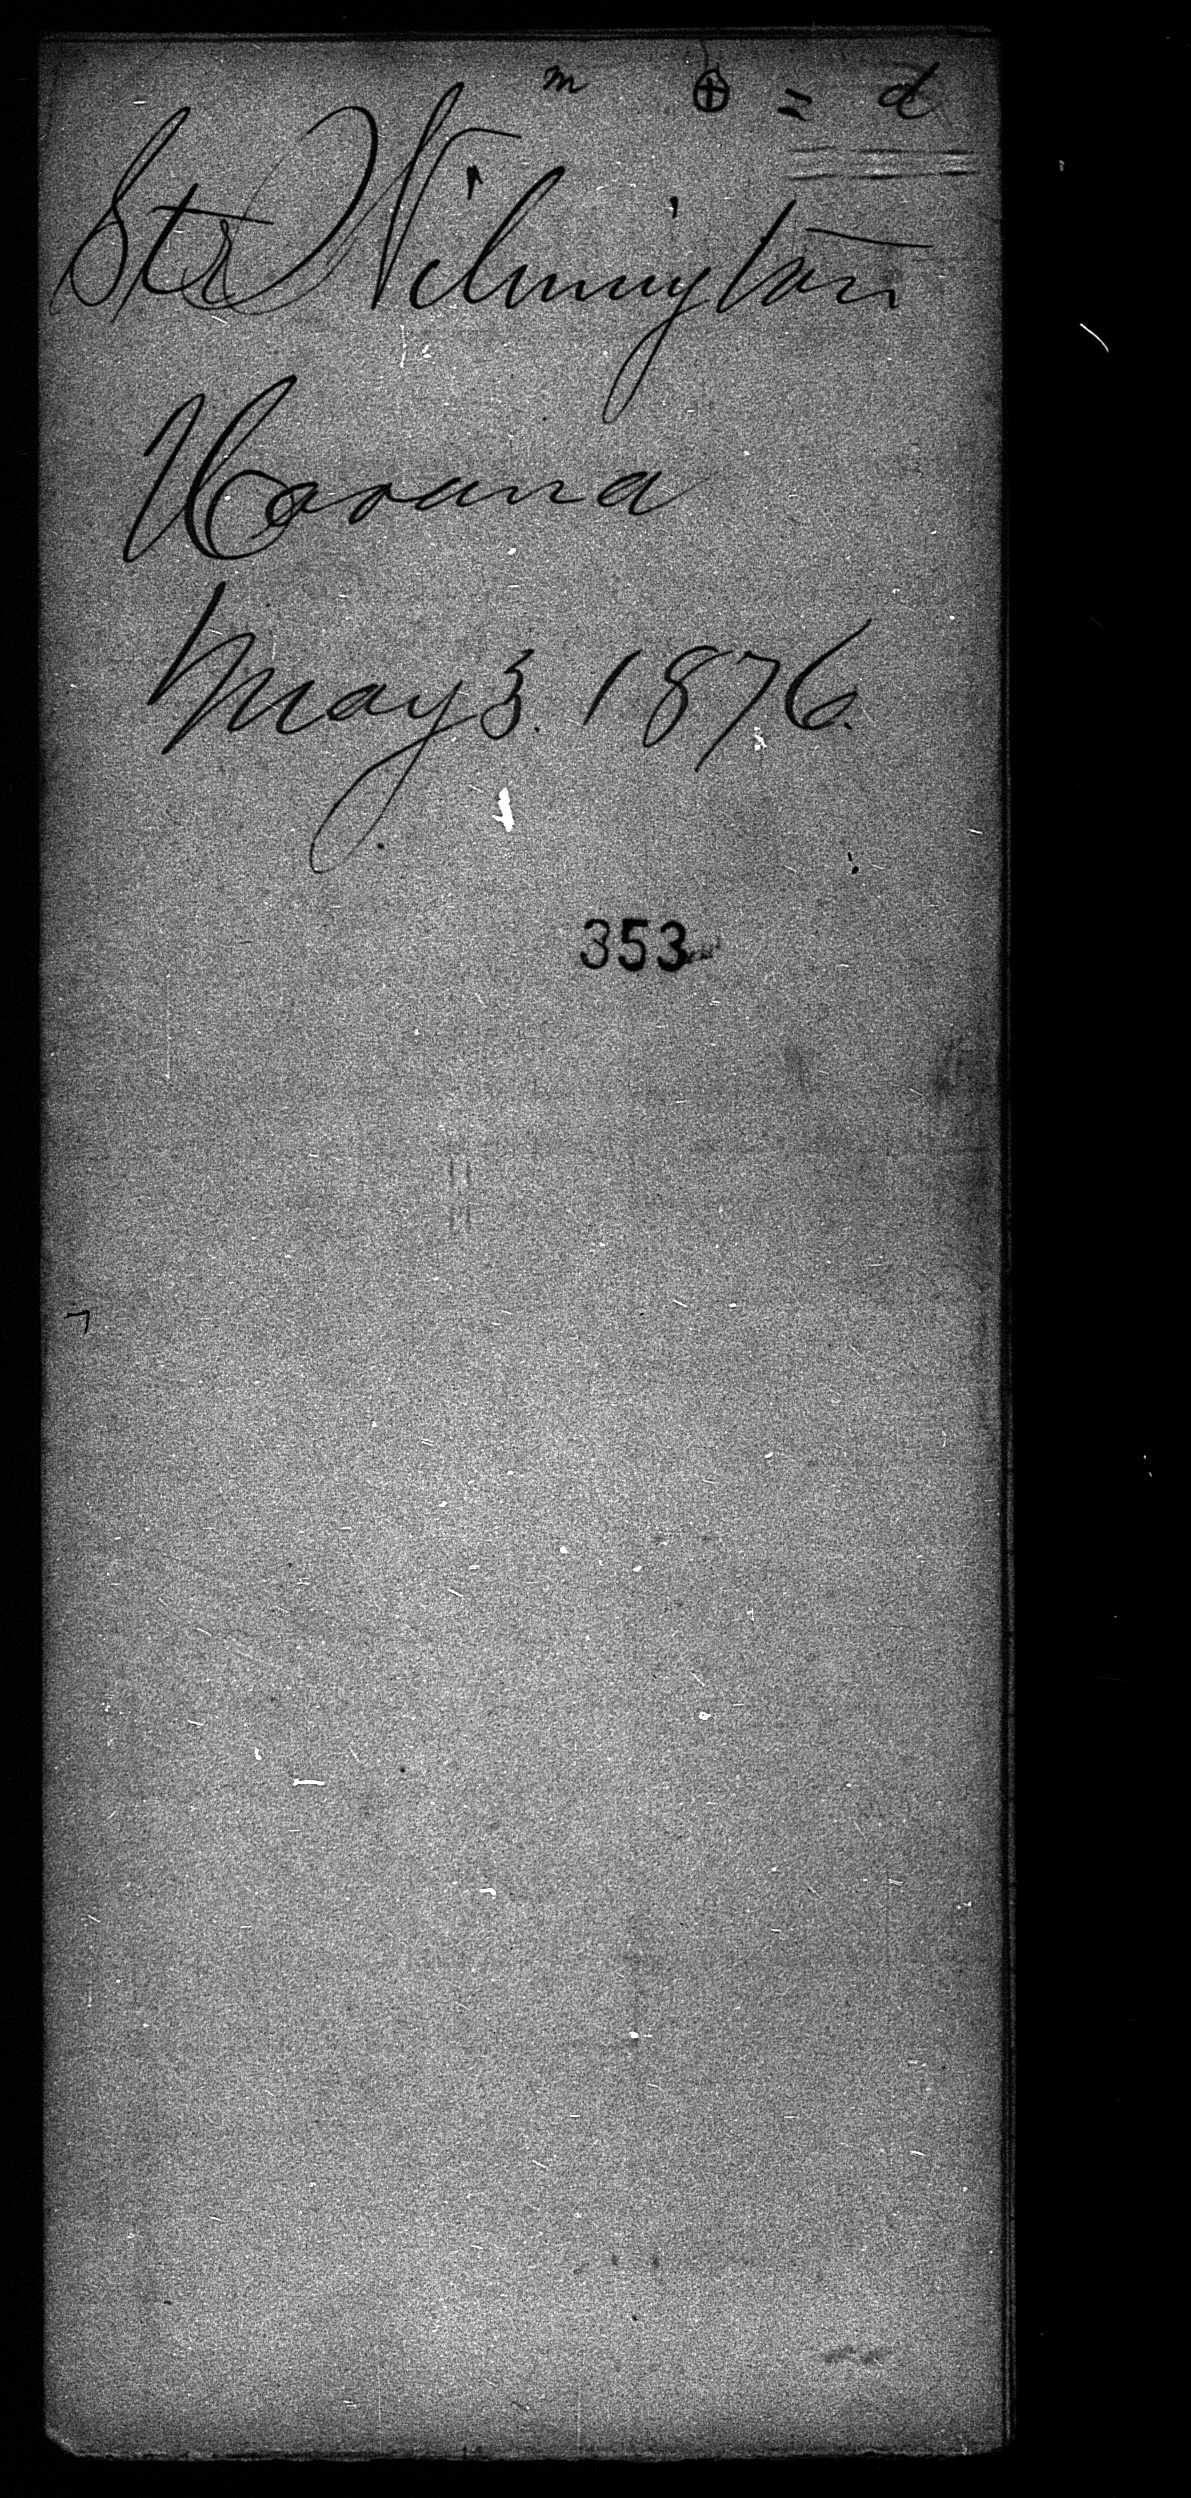 m ⊕ = d
Str Wilmington
Havana
May 3. 1876.
353